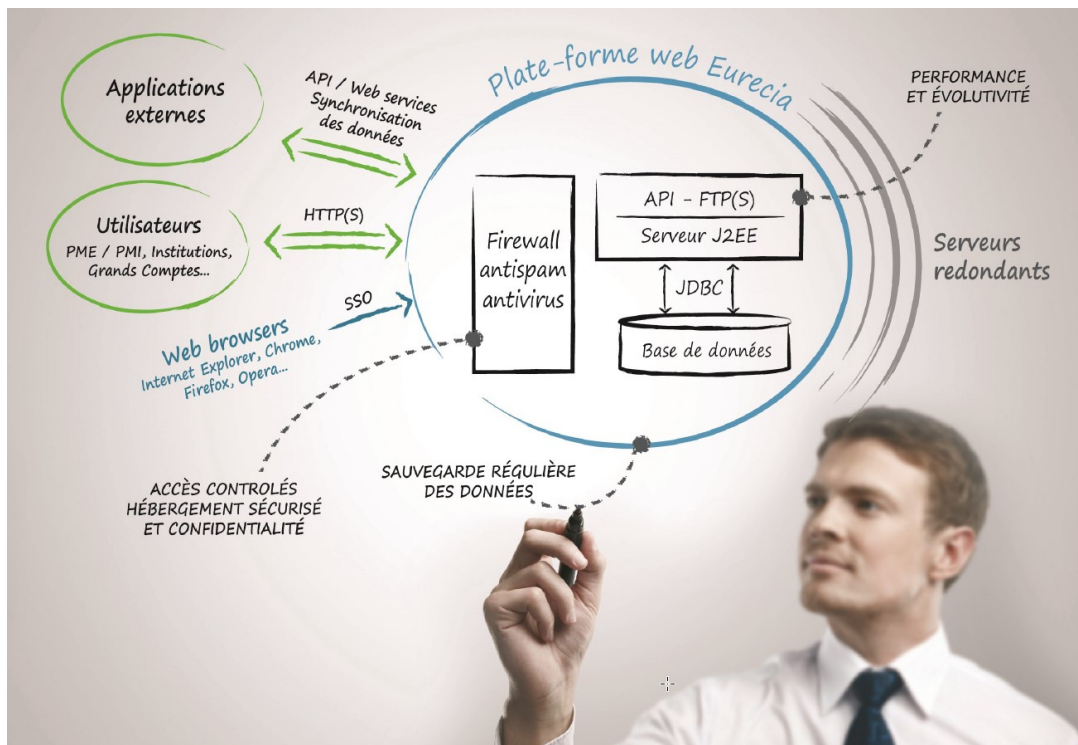 Applications
externes
API / Web services
Synchronisation
des données
Plate-forme web Eurecia
PERFORMANCE
ET ÉVOLUTIVITÉ
Utilisateurs
PME / PMI, Institutions,
Grands Comptes...
HTTP(S)
Firewall
antispam
antivirus
API - FTP(S)
Serveur J2EE
JDBC
Base de données
Serveurs
redondants
SSO
Web browsers
Internet Explorer, Chrome,
Firefox, Opera...
ACCÈS CONTROLÉS
HÉBERGEMENT SÉCURISÉ
ET CONFIDENTIALITÉ
SAUVEGARDE RÉGULIÈRE
DES DONNÉES